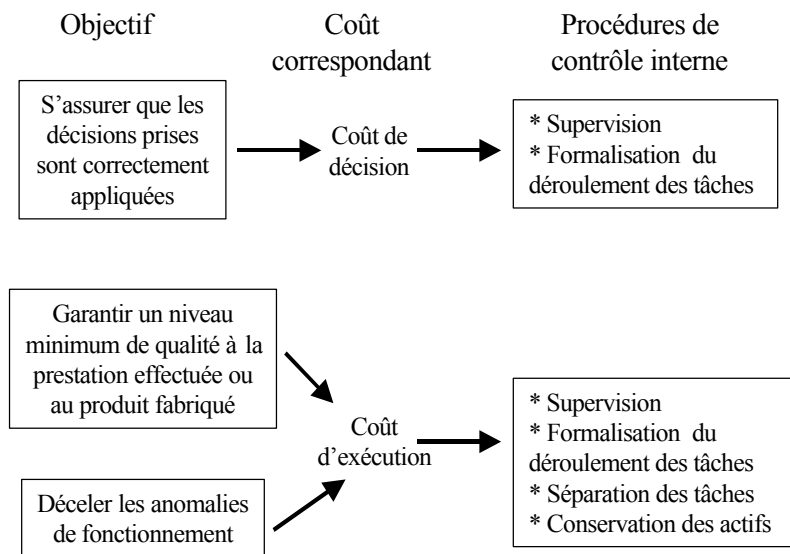 Objectif
Coût
correspondant
Procédures de
contrôle interne
S'assurer que les
décisions prises
sont correctement
appliquées
Coût de
décision
* Supervision
* Formalisation du
déroulement des tâches
Garantir un niveau
minimum de qualité à la
prestation effectuée ou
au produit fabriqué
Déceler les anomalies
de fonctionnement
Coût
d'exécution
* Supervision
* Formalisation du
déroulement des tâches
* Séparation des tâches
* Conservation des actifs